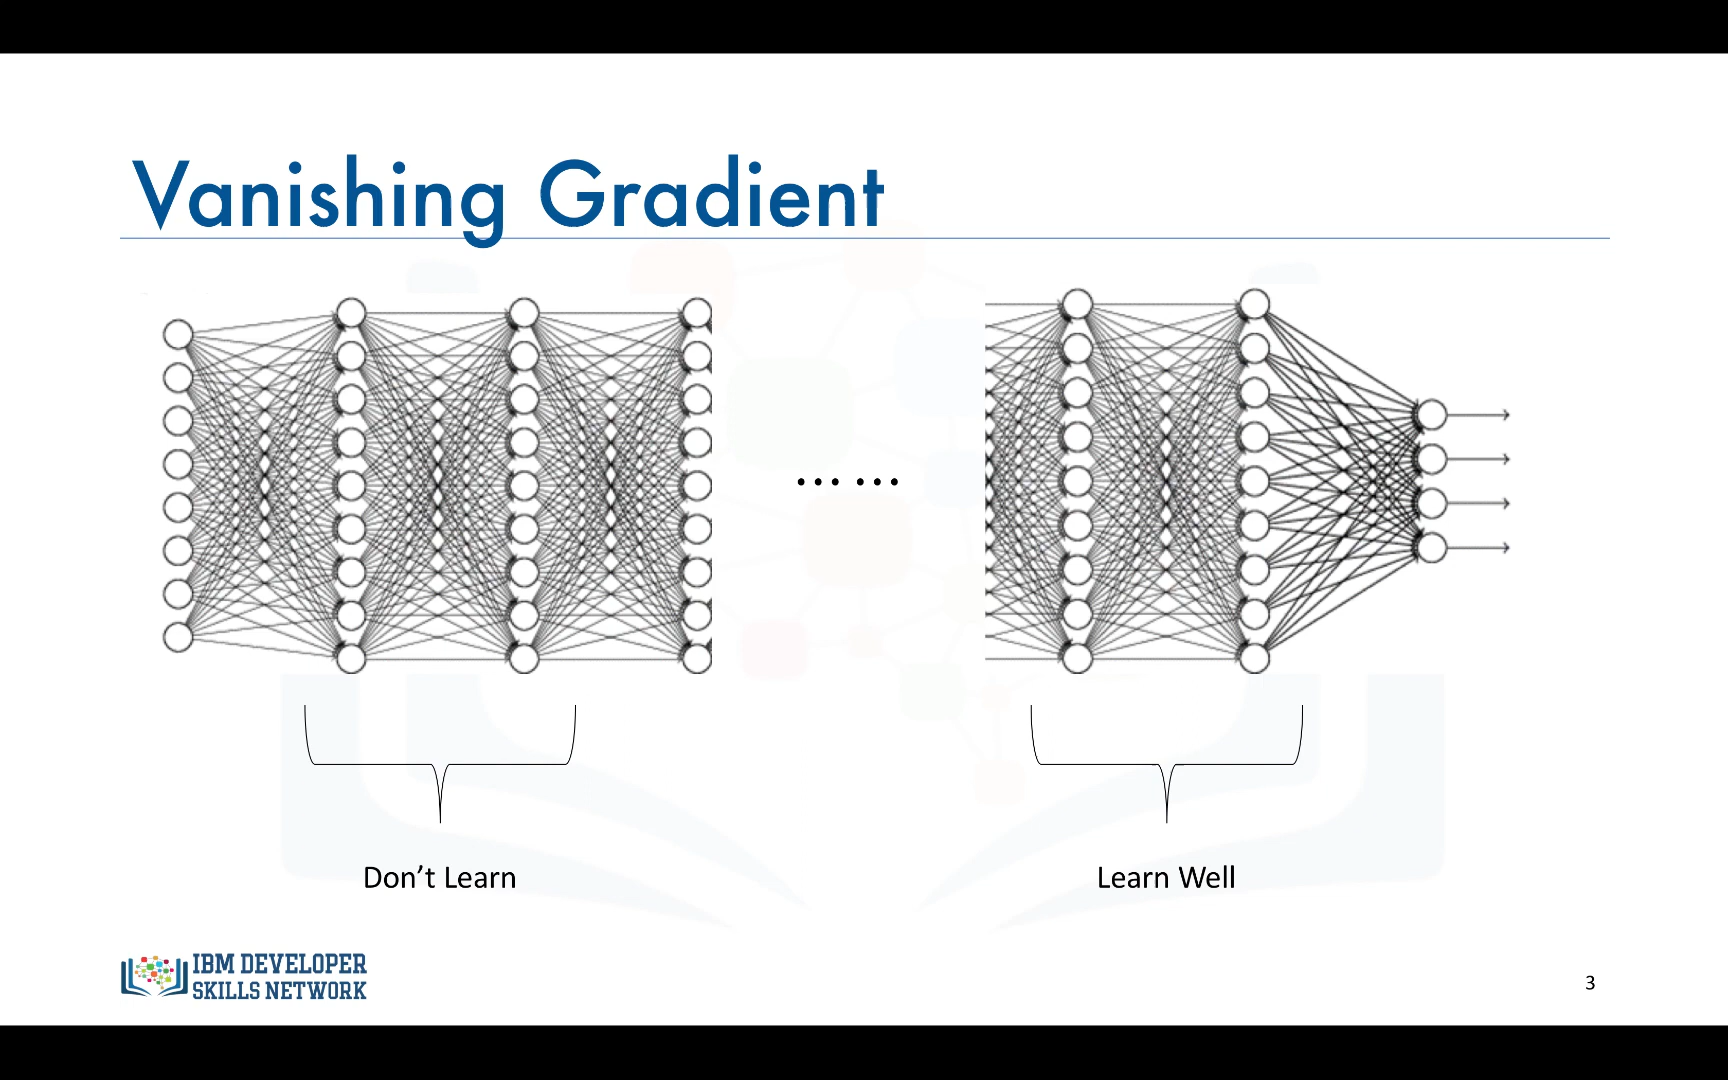 Vanishing Gradient
... ...
Don’t Learn
Learn Well
IBM DEVELOPER
SKILLS NETWORK
3